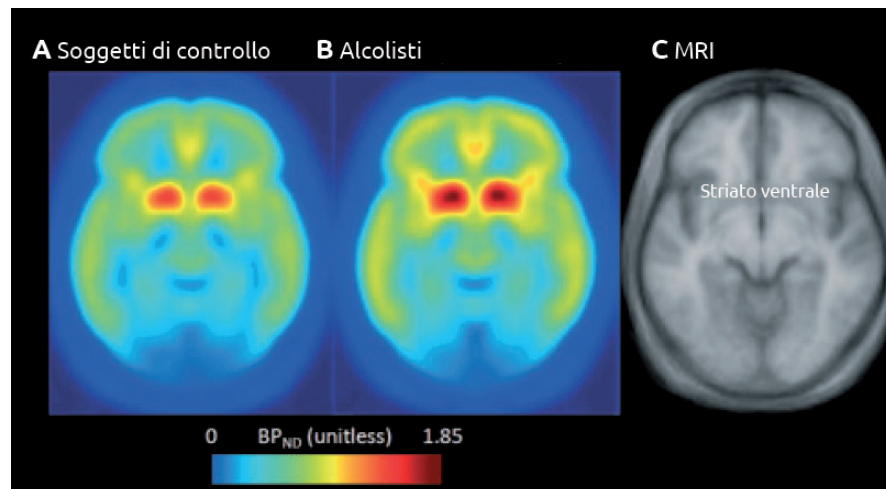 A Soggetti di controllo
B Alcolisti
C MRI
Striato ventrale
0 BPND (unitless) 1.85